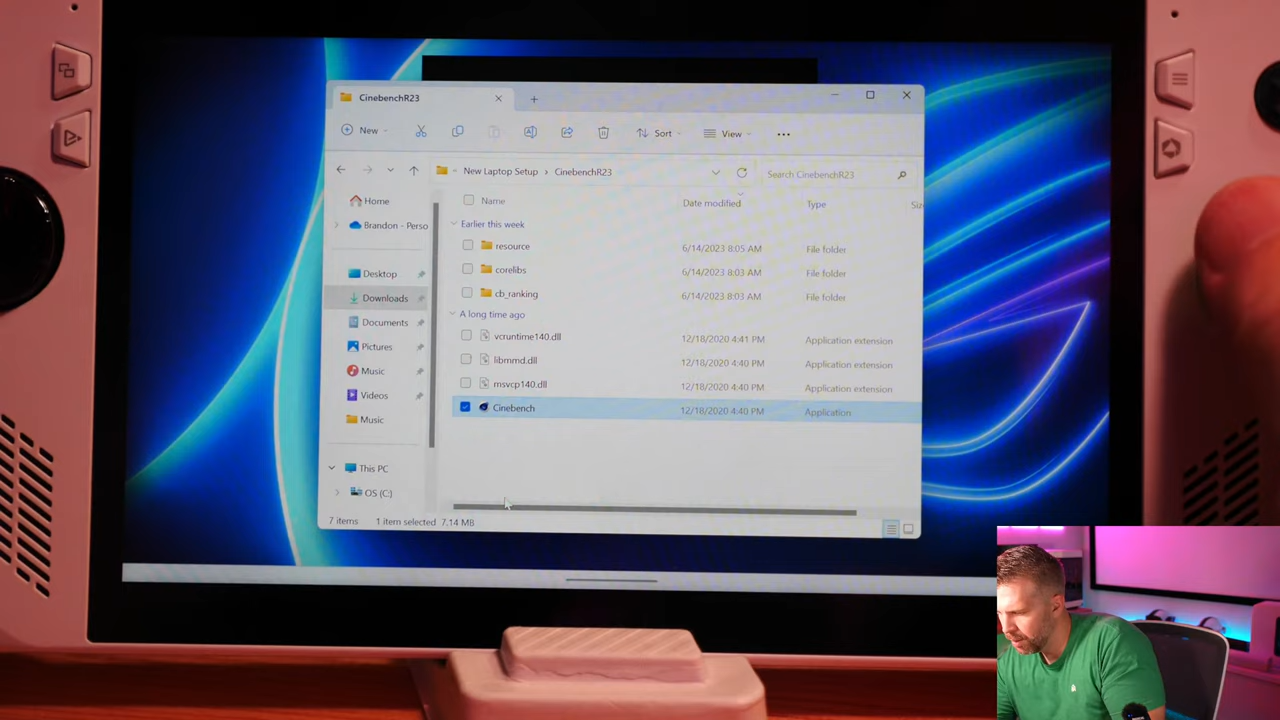 CinebenchR23
New
Sort
View
New Laptop Setup
CinebenchR23
Search CinebenchR23
Name
Date modified
Type
Home
Earlier this week
Brandon - Perso
resource
6/14/2023 8:05 AM
File folder
corelibs
6/14/2023 8:03 AM
File folder
Desktop
cb_ranking
6/14/2023 8:03 AM
File folder
Downloads
A long time ago
Documents
vcruntime140.dll
12/18/2020 4:41 PM
Application extension
Pictures
libmmd.dll
12/18/2020 4:40 PM
Application extension
Music
msvcp140.dll
12/18/2020 4:40 PM
Application extension
Videos
Cinebench
12/18/2020 4:40 PM
Application
Music
This PC
OS (C:)
7 items
1 item selected 7.14 MB